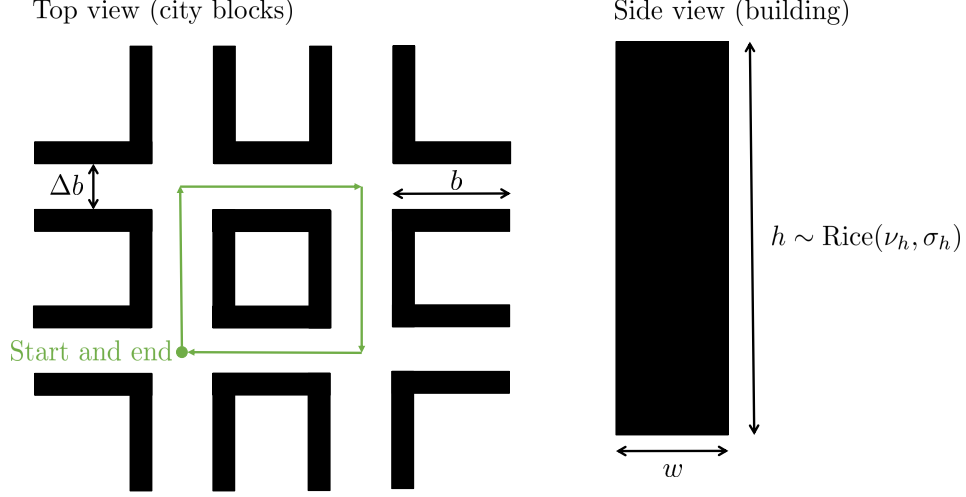 Top view (city blocks)
Side view (building)
Δb
b
h ∼ Rice(ν_h, σ_h)
Start and end
w